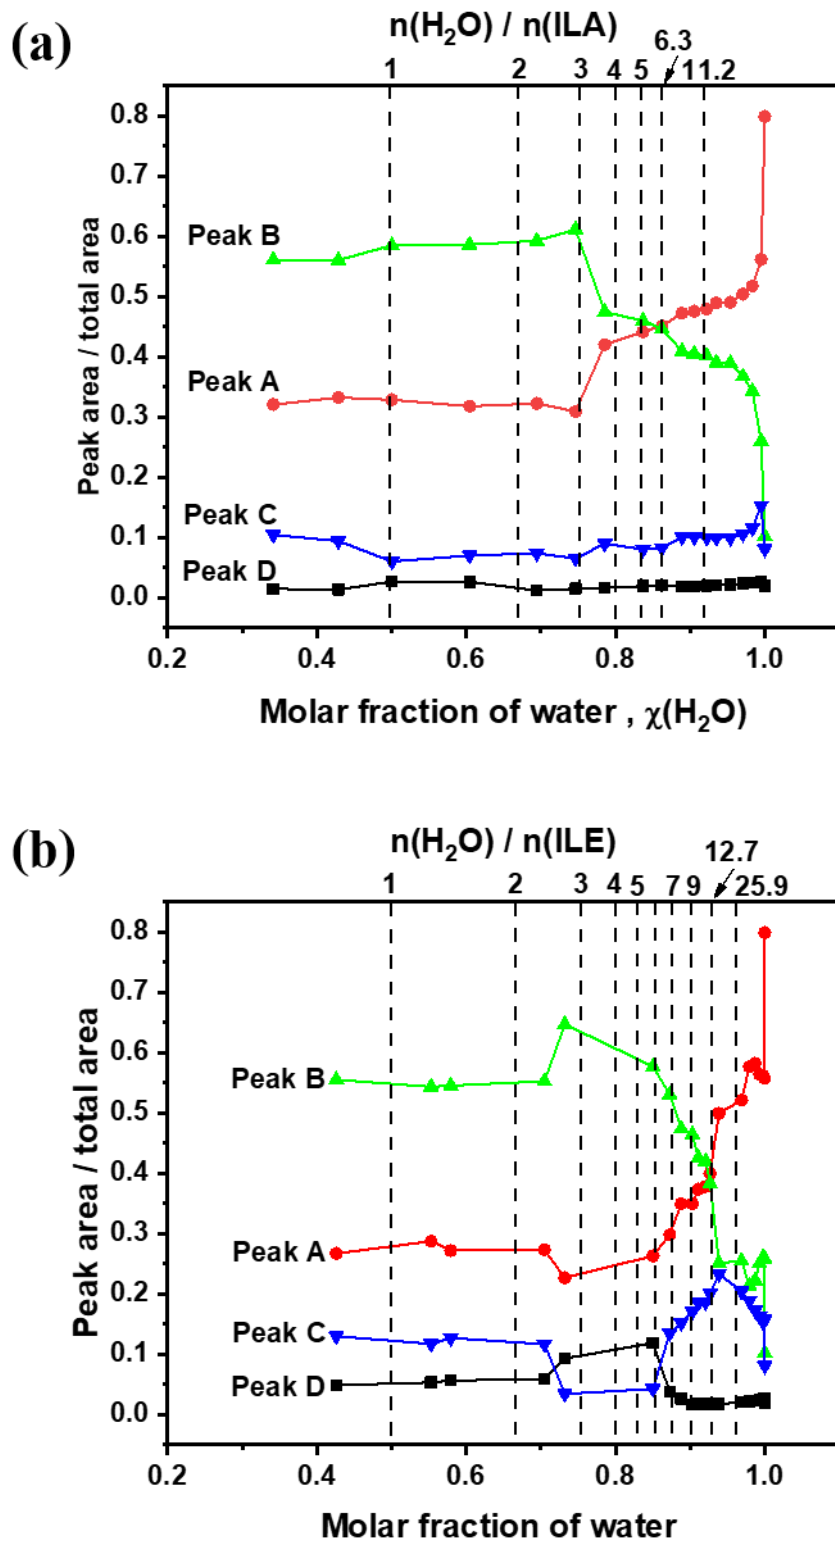 (a)
n(H₂O) / n(ILA)
6.3
1 2 3 4 5 11.2
0.8
0.7
0.6
0.5
0.4
0.3
0.2
0.1
0.0
Peak area / total area
Peak B
Peak A
Peak C
Peak D
0.2 0.4 0.6 0.8 1.0
Molar fraction of water , χ(H₂O)
(b)
n(H₂O) / n(ILE)
12.7
1 2 3 4 5 7 9 25.9
0.8
0.7
0.6
0.5
0.4
0.3
0.2
0.1
0.0
Peak area / total area
Peak B
Peak A
Peak C
Peak D
0.2 0.4 0.6 0.8 1.0
Molar fraction of water